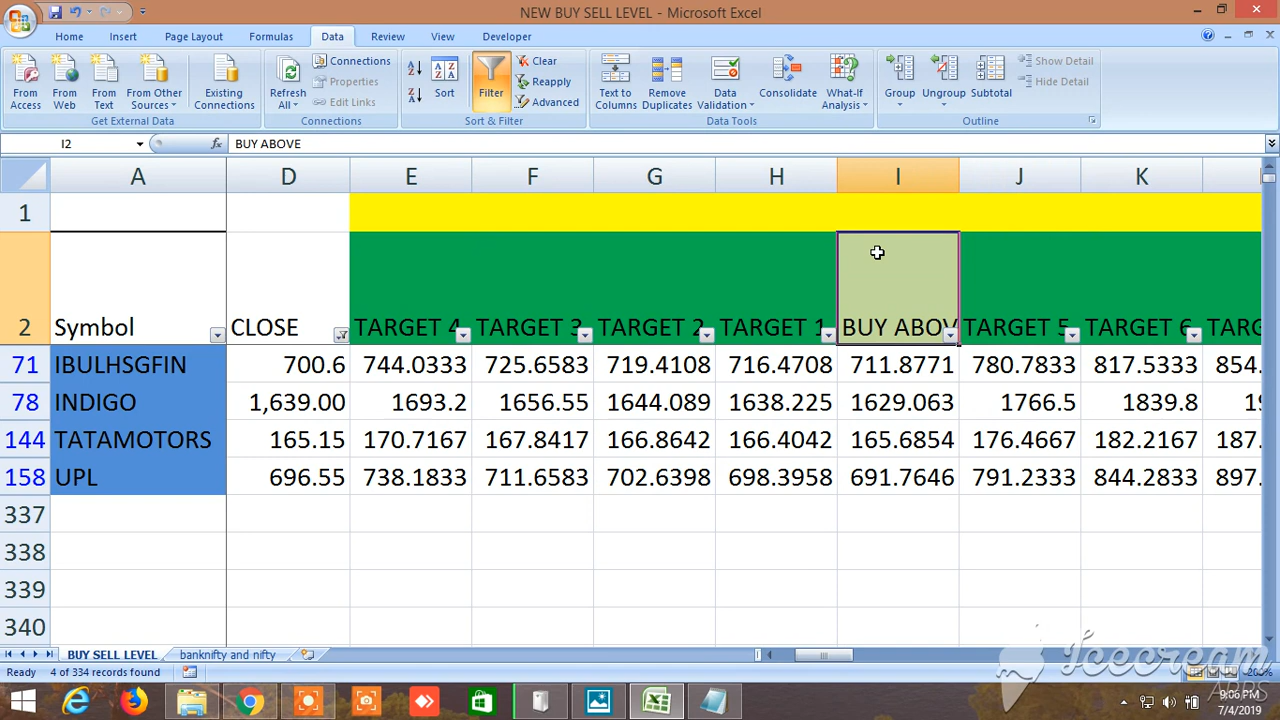 NEW BUY SELL LEVEL - Microsoft Excel
Home Insert Page Layout Formulas Data Review View Developer
From Access
From Web
From Text
From Other Sources
Existing Connections
Get External Data
Refresh All
Connections
Properties
Edit Links
Connections
Sort
Filter
Clear
Reapply
Advanced
Sort & Filter
Text to Columns
Remove Duplicates
Data Validation
Consolidate
What-If Analysis
Data Tools
Group
Ungroup
Subtotal
Show Detail
Hide Detail
Outline
I2 fx BUY ABOVE
A D E F G H I J K
1
2 Symbol CLOSE TARGET 4 TARGET 3 TARGET 2 TARGET 1 BUY ABOV TARGET 5 TARGET 6 TARG
71 IBULHSGFIN 700.6 744.0333 725.6583 719.4108 716.4708 711.8771 780.7833 817.5333 854.
78 INDIGO 1,639.00 1693.2 1656.55 1644.089 1638.225 1629.063 1766.5 1839.8 19
144 TATAMOTORS 165.15 170.7167 167.8417 166.8642 166.4042 165.6854 176.4667 182.2167 187.
158 UPL 696.55 738.1833 711.6583 702.6398 698.3958 691.7646 791.2333 844.2833 897.
337
338
339
340
BUY SELL LEVEL banknifty and nifty
Ready 4 of 334 records found 200%
Icecream
APPS
9:06 PM
7/4/2019